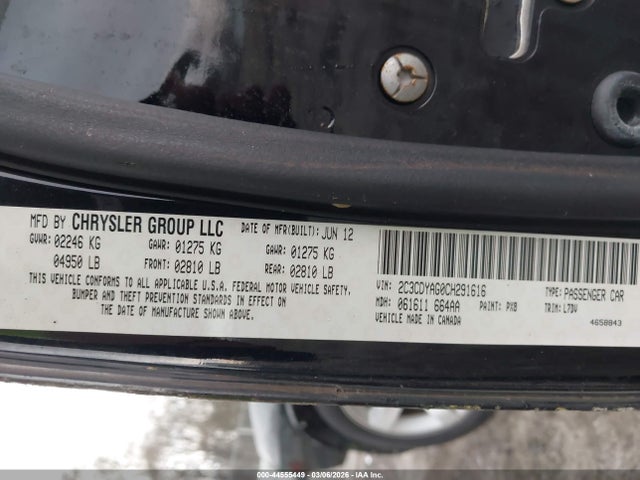 MFD BY CHRYSLER GROUP LLC DATE OF MFR(BUILT): JUN 12
GVWR: 02246 KG GAWR: 01275 KG GAWR: 01275 KG
04950 LB FRONT: 02810 LB REAR: 02810 LB
THIS VEHICLE CONFORMS TO ALL APPLICABLE U.S.A. FEDERAL MOTOR VEHICLE SAFETY,
BUMPER AND THEFT PREVENTION STANDARDS IN EFFECT ON
THE DATE OF MANUFACTURE SHOWN ABOVE.
VIN: 2C3CDYAG0CH291616 TYPE: PASSENGER CAR
MDH: 061611 664AA PAINT: PX8 TRIM: L7DV
VEHICLE MADE IN CANADA 4658843
000-44555449 - 03/06/2026 - IAAI.COM